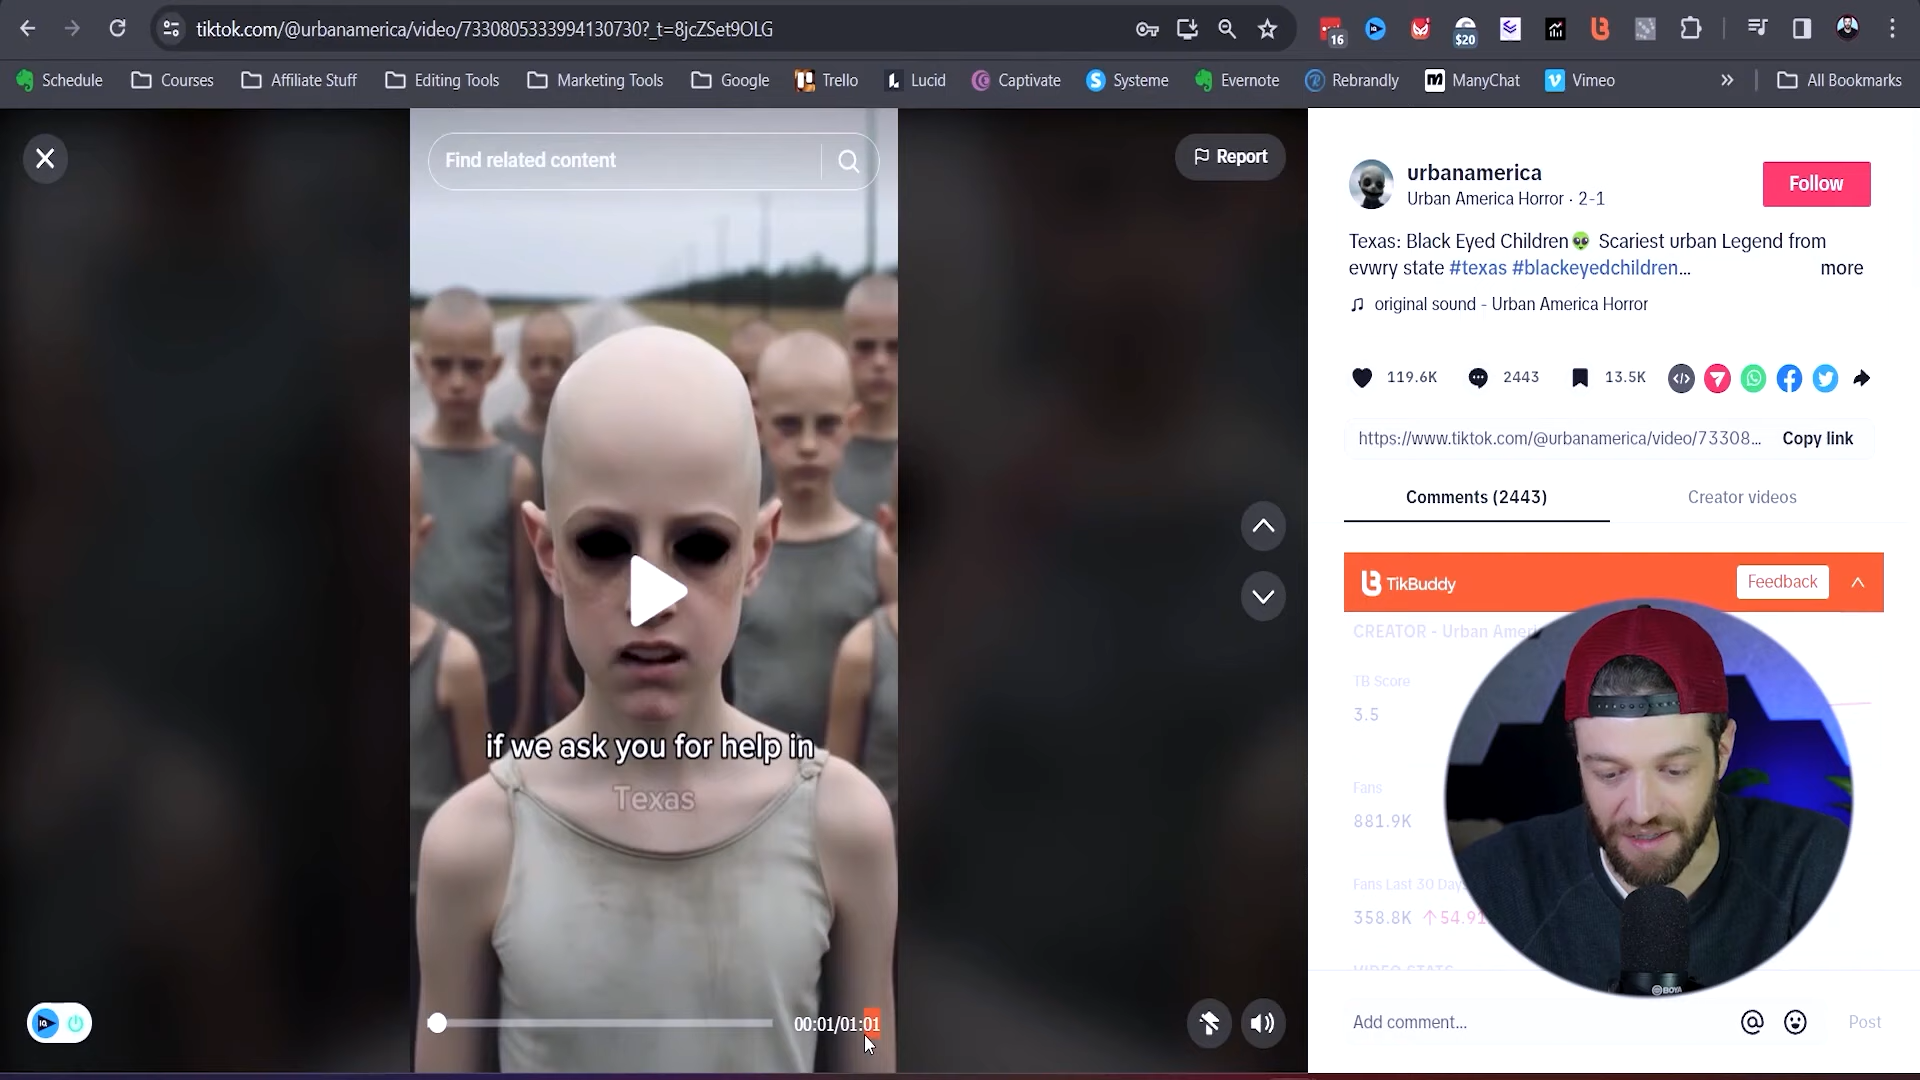 tiktok.com/@urbanamerica/video/7330805333994130730?_t=8jcZSet9OLG
16
$20
Schedule
Courses
Affiliate Stuff
Editing Tools
Marketing Tools
Google
Trello
Lucid
Captivate
Systeme
Evernote
Rebrandly
ManyChat
Vimeo
All Bookmarks
Find related content
Report
if we ask you for help in
Texas
00:01/01:01
urbanamerica
Urban America Horror · 2-1
Follow
Texas: Black Eyed Children👽 Scariest urban Legend from
evwry state #texas #blackeyedchildren...
more
original sound - Urban America Horror
119.6K
2443
13.5K
https://www.tiktok.com/@urbanamerica/video/73308...
Copy link
Comments (2443)
Creator videos
TikBuddy
Feedback
CREATOR - Urban Ameri
TB Score
3.5
Fans
881.9K
Fans Last 30 Days
358.8K ↑54.91
BOYA
Add comment...
Post